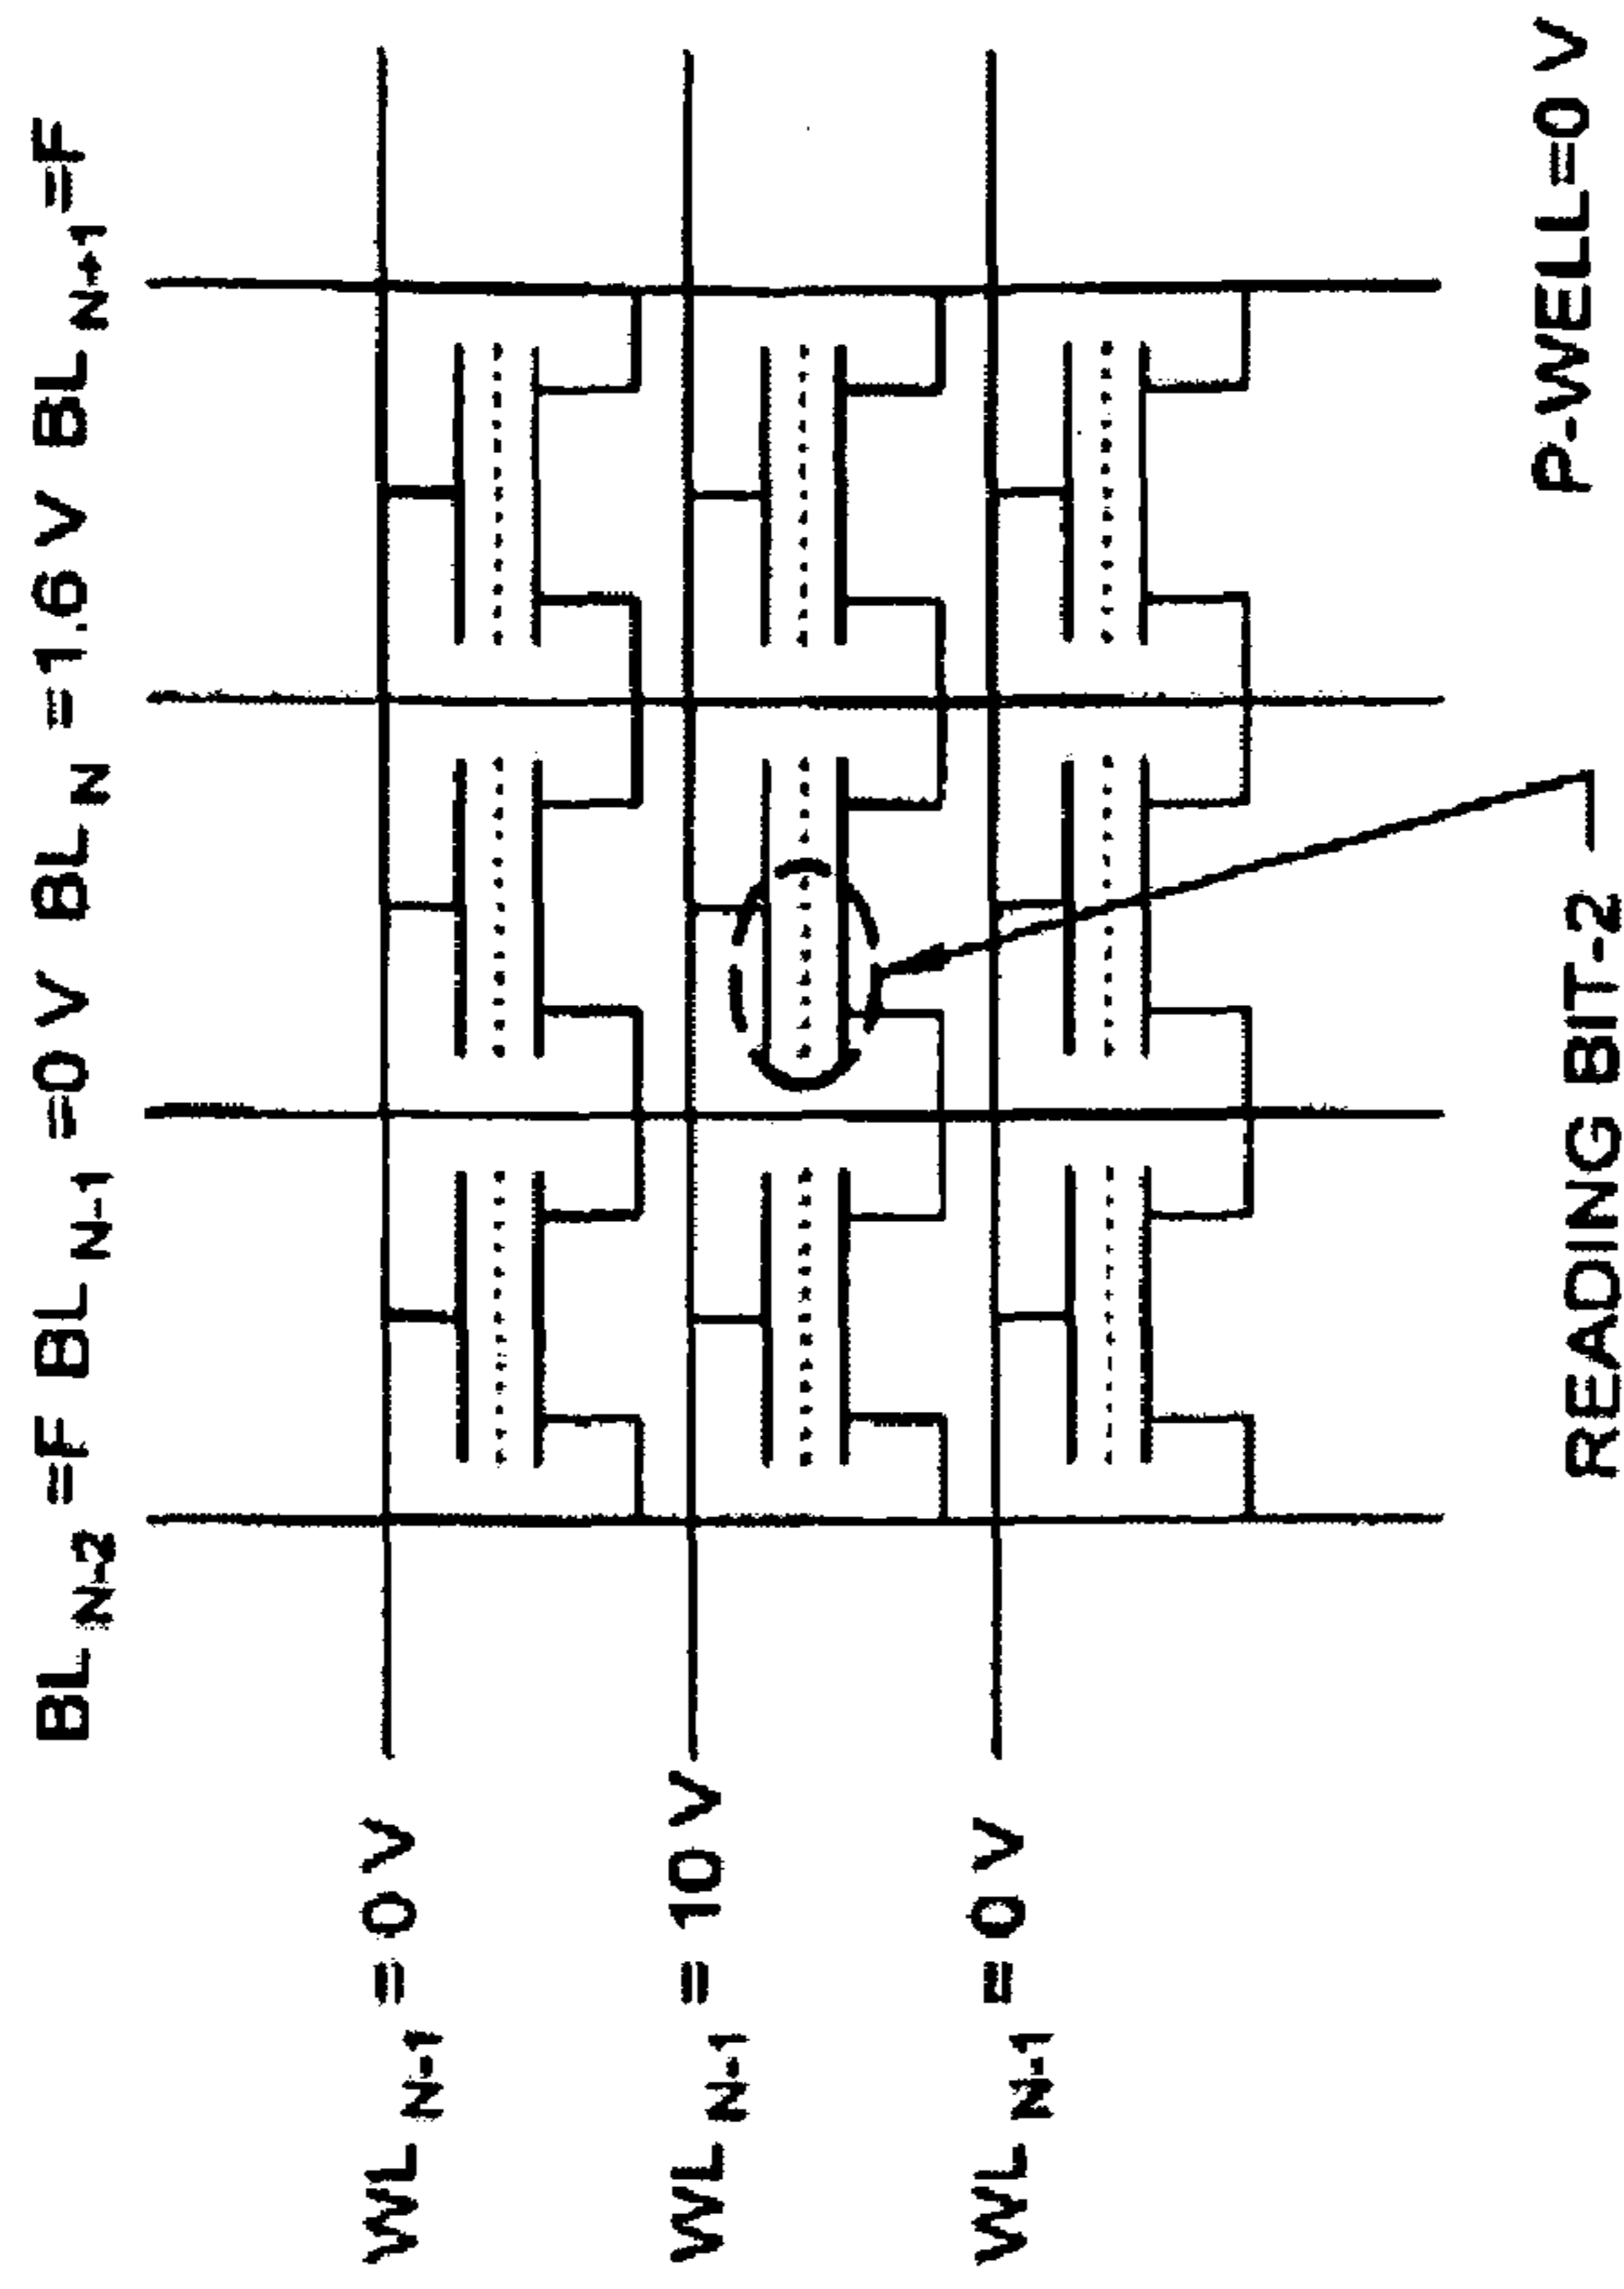 BL N-2 =F BL N-1 =0 V BL N =1.6 V BL N+1 =F
WL N-1 = 0 V
WL N-1 = 10 V
WL N-1 = 0 V
P-WELL=0 V
READING BIT-2